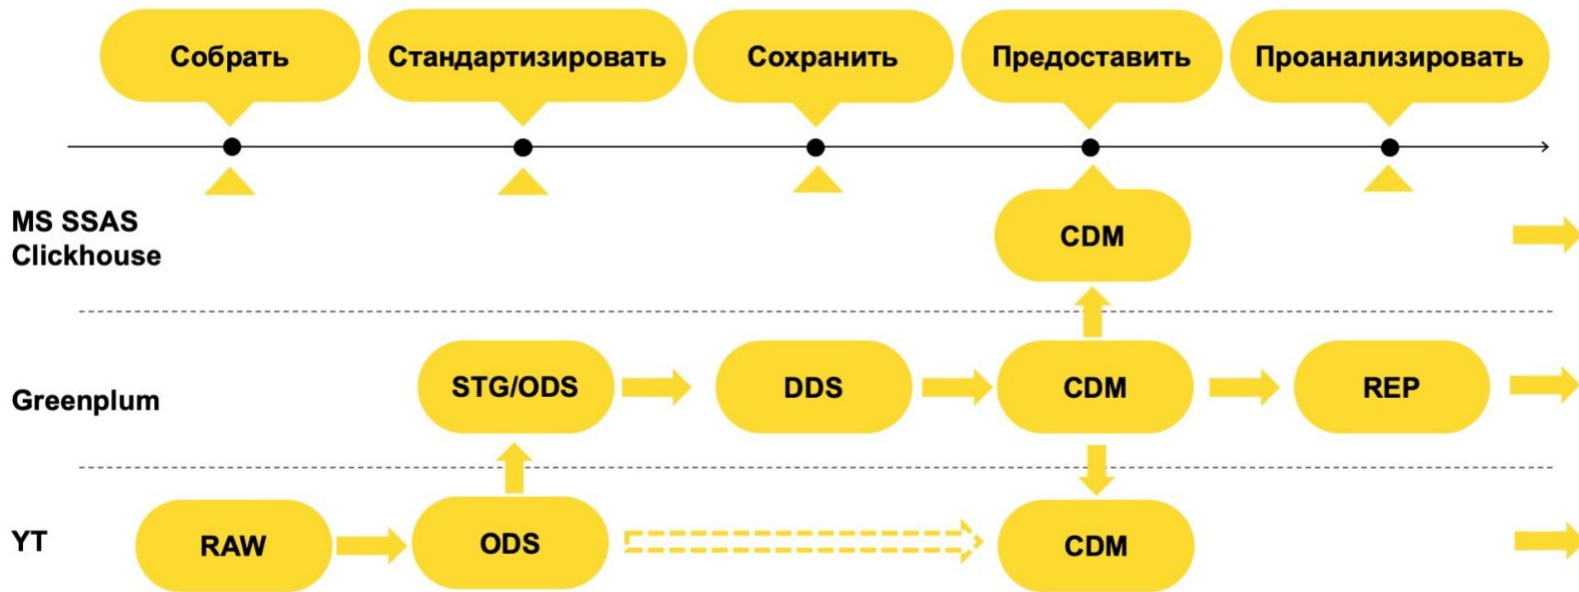 Собрать
Стандартизировать
Сохранить
Предоставить
Проанализировать
MS SSAS
Clickhouse
CDM
Greenplum
STG/ODS
DDS
CDM
REP
YT
RAW
ODS
CDM